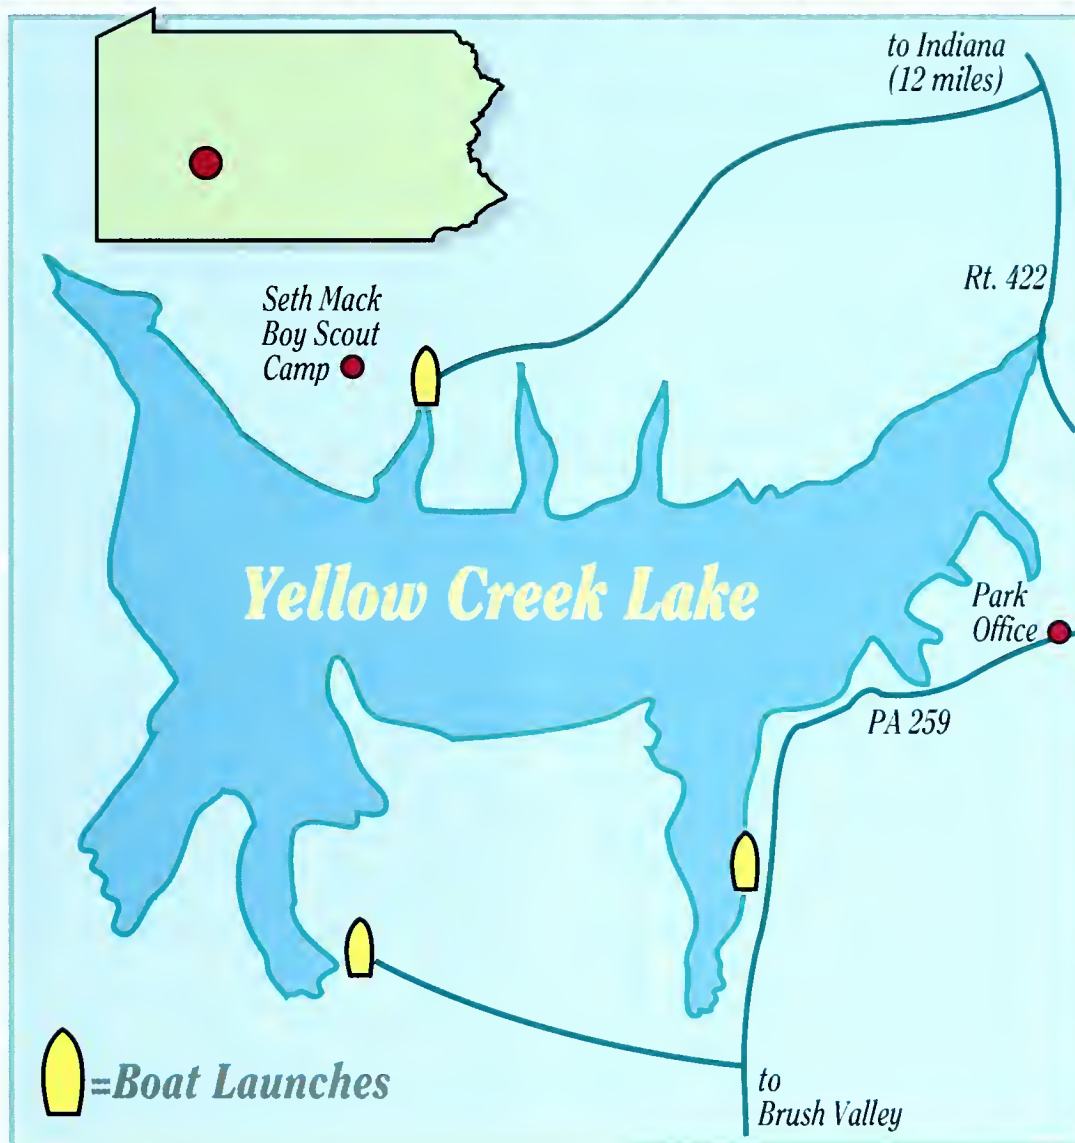 to Indiana
(12 miles)
Rt. 422
Seth Mack
Boy Scout
Camp
Yellow Creek Lake
Park
Office
PA 259
=Boat Launches
to
Brush Valley